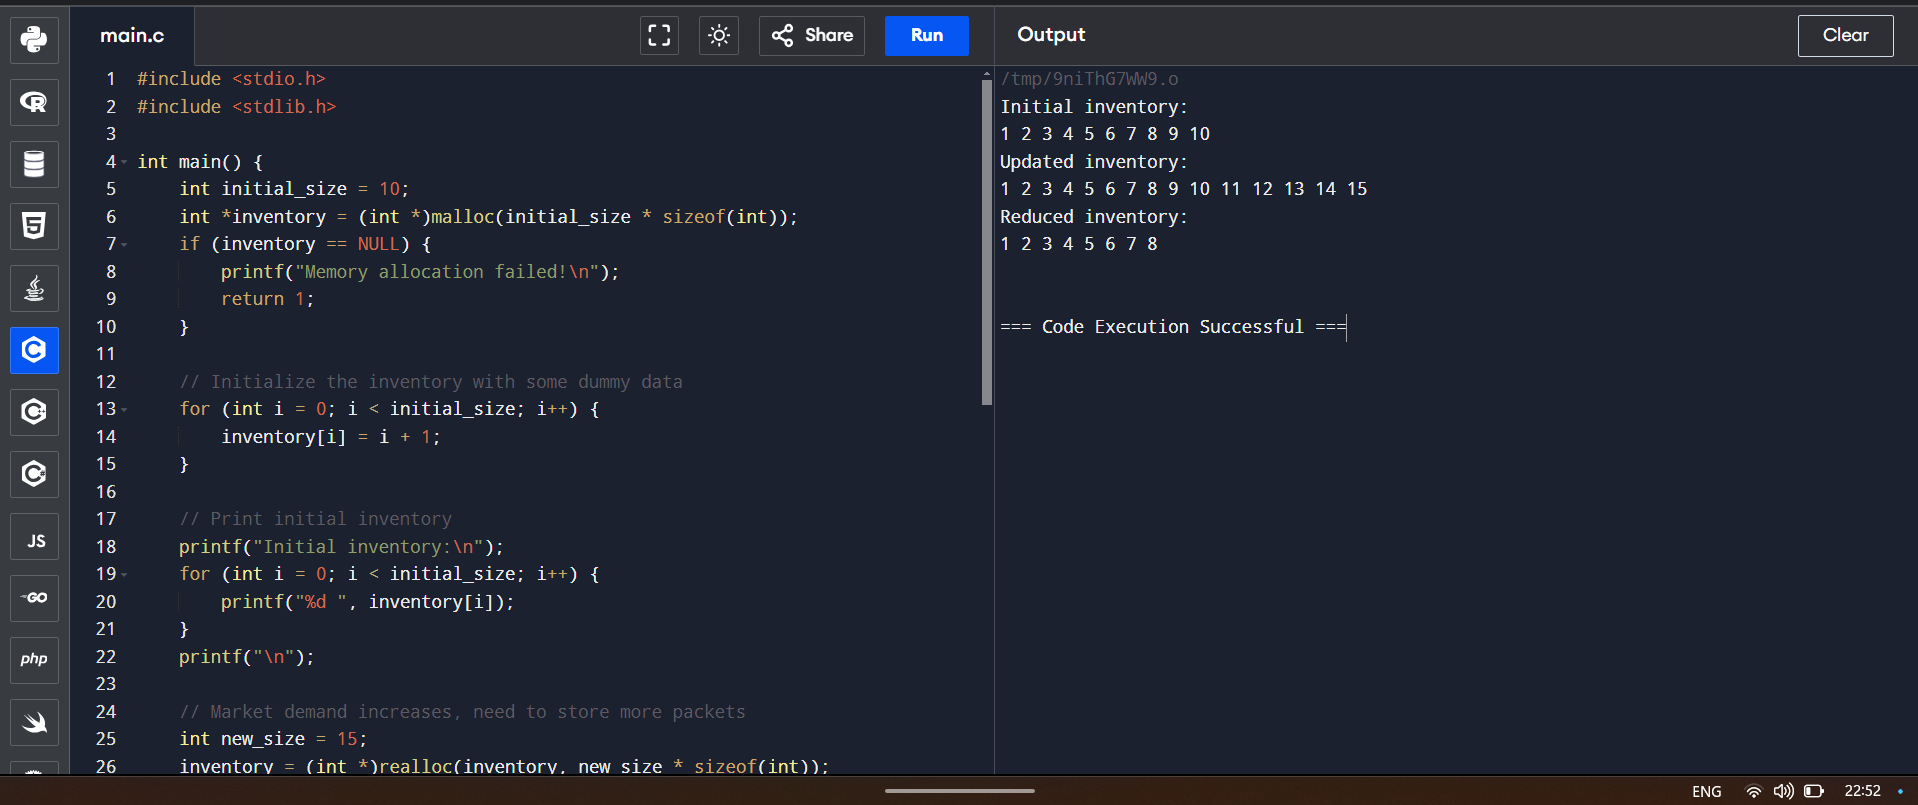 main.c
Share
Run
Output
Clear
1 #include <stdio.h>
2 #include <stdlib.h>
3
4 int main() {
5 int initial_size = 10;
6 int *inventory = (int *)malloc(initial_size * sizeof(int));
7 if (inventory == NULL) {
8 printf("Memory allocation failed!\n");
9 return 1;
10 }
11
12 // Initialize the inventory with some dummy data
13 for (int i = 0; i < initial_size; i++) {
14 inventory[i] = i + 1;
15 }
16
17 // Print initial inventory
18 printf("Initial inventory:\n");
19 for (int i = 0; i < initial_size; i++) {
20 printf("%d ", inventory[i]);
21 }
22 printf("\n");
23
24 // Market demand increases, need to store more packets
25 int new_size = 15;
26 inventory = (int *)realloc(inventory, new_size * sizeof(int));
/tmp/9niThG7WW9.o
Initial inventory:
1 2 3 4 5 6 7 8 9 10
Updated inventory:
1 2 3 4 5 6 7 8 9 10 11 12 13 14 15
Reduced inventory:
1 2 3 4 5 6 7 8
=== Code Execution Successful ===
R
5
C
C++
C#
JS
GO
php
ENG
22:52